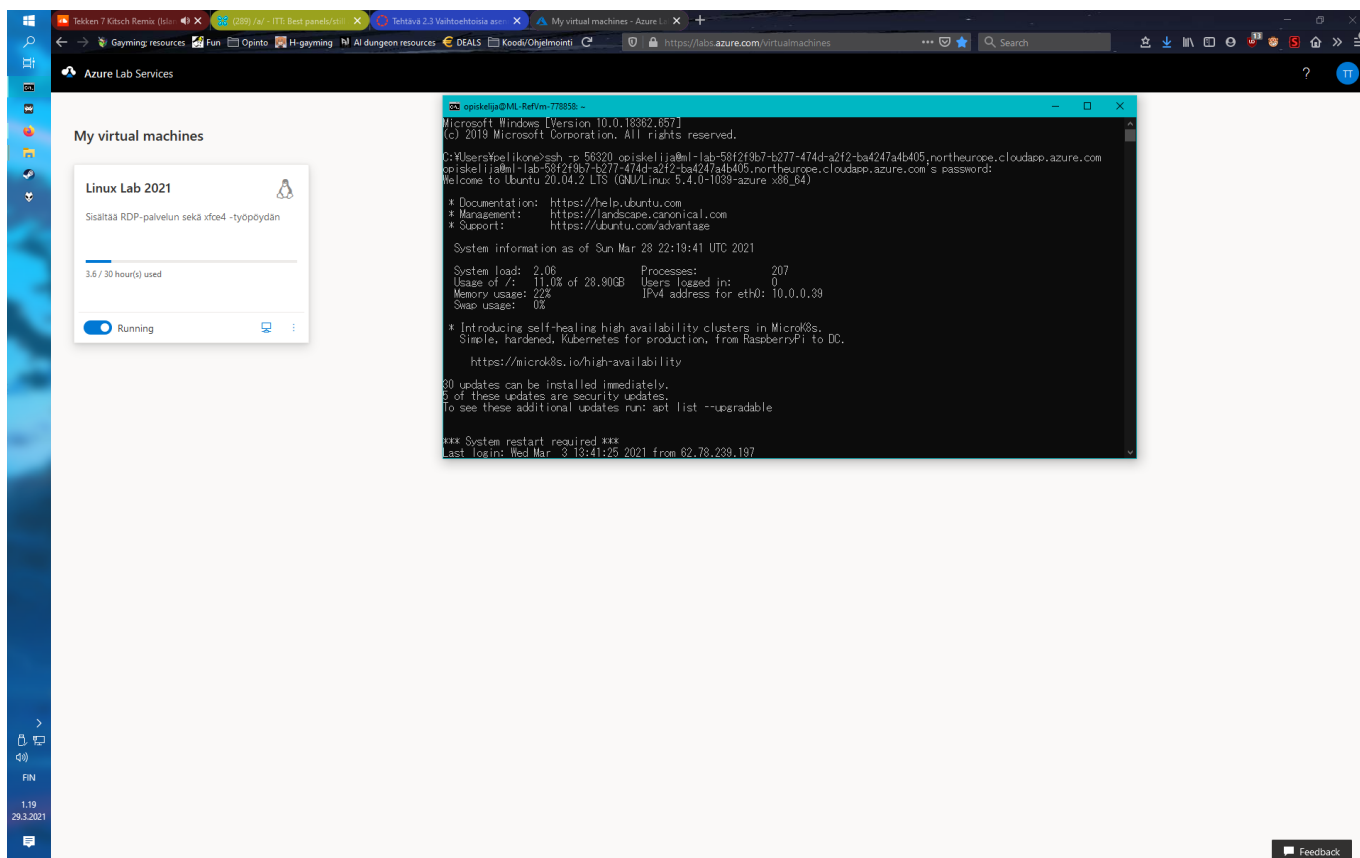 Tekken 7 Kitsch Remix (Islan
(289) /a/ - ITT: Best panels/still
Tehtävä 2.3 Vaihtoehtoisia asen
My virtual machines - Azure La
Gayming; resources
Fun
Opinto
H-gayming
AI dungeon resources
DEALS
Koodi/Ohjelmointi
https://labs.azure.com/virtualmachines
Search
13
Azure Lab Services
?
TT
My virtual machines
Linux Lab 2021
Sisältää RDP-palvelun sekä xfce4 -työpöydän
3.6 / 30 hour(s) used
Running
opiskelija@ML-RefVm-778858: ~
Microsoft Windows [Version 10.0.18362.657]
(c) 2019 Microsoft Corporation. All rights reserved.
C:¥Users¥pelikone>ssh -p 56320 opiskelija@ml-lab-58f2f9b7-b277-474d-a2f2-ba4247a4b405.northeurope.cloudapp.azure.com
opiskelija@ml-lab-58f2f9b7-b277-474d-a2f2-ba4247a4b405.northeurope.cloudapp.azure.com's password:
Welcome to Ubuntu 20.04.2 LTS (GNU/Linux 5.4.0-1039-azure x86_64)
* Documentation: https://help.ubuntu.com
* Management: https://landscape.canonical.com
* Support: https://ubuntu.com/advantage
System information as of Sun Mar 28 22:19:41 UTC 2021
System load: 2.06 Processes: 207
Usage of /: 11.0% of 28.90GB Users logged in: 0
Memory usage: 22% IPv4 address for eth0: 10.0.0.39
Swap usage: 0%
* Introducing self-healing high availability clusters in MicroK8s.
Simple, hardened, Kubernetes for production, from RaspberryPi to DC.
https://microk8s.io/high-availability
30 updates can be installed immediately.
5 of these updates are security updates.
To see these additional updates run: apt list --upgradable
*** System restart required ***
Last login: Wed Mar 3 13:41:25 2021 from 62.78.239.197
FIN
1.19
29.3.2021
Feedback